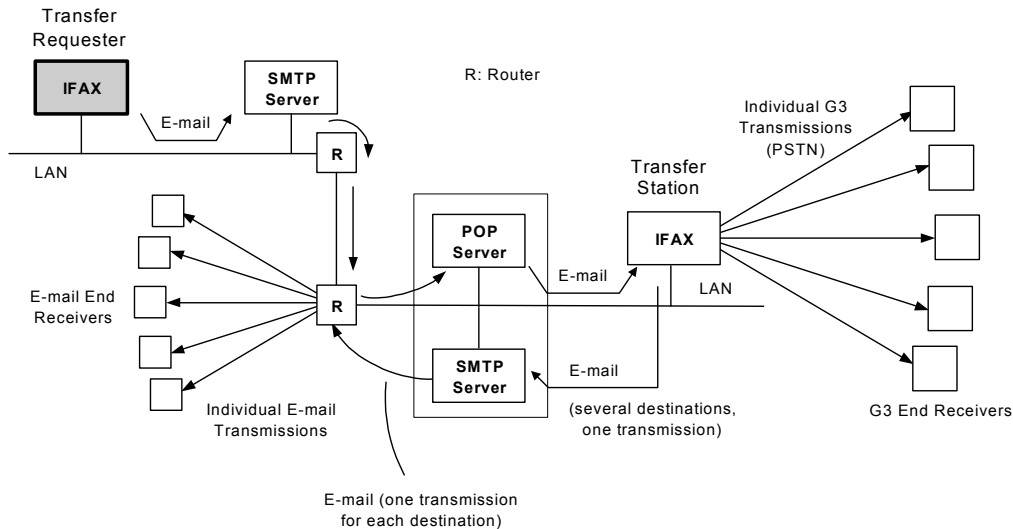 Transfer
Requester
IFAX
E-mail
SMTP
Server
R: Router
R
LAN
Individual G3
Transmissions
(PSTN)
Transfer
Station
IFAX
POP
Server
E-mail
LAN
E-mail End
Receivers
R
SMTP
Server
E-mail
(several destinations,
one transmission)
Individual E-mail
Transmissions
G3 End Receivers
E-mail (one transmission
for each destination)